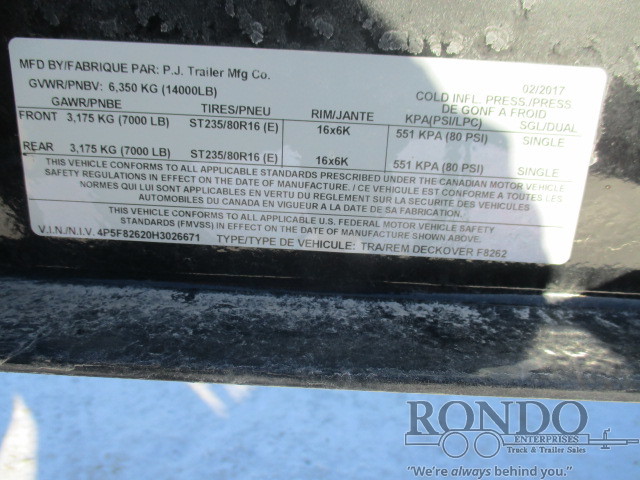 MFD BY/FABRIQUE PAR: P.J. Trailer Mfg Co. 02/2017
GVWR/PNBV: 6,350 KG (14000LB) COLD INFL. PRESS./PRESS
GAWR/PNBE TIRES/PNEU RIM/JANTE DE GONF A FROID
KPA(PSI/LPC) SGL/DUAL
FRONT 3,175 KG (7000 LB) ST235/80R16 (E) 16x6K 551 KPA (80 PSI) SINGLE
REAR 3,175 KG (7000 LB) ST235/80R16 (E) 16x6K 551 KPA (80 PSI) SINGLE
THIS VEHICLE CONFORMS TO ALL APPLICABLE STANDARDS PRESCRIBED UNDER THE CANADIAN MOTOR VEHICLE
SAFETY REGULATIONS IN EFFECT ON THE DATE OF MANUFACTURE. / CE VEHICULE EST CONFORME A TOUTES LES
NORMES QUI LUI SONT APPLICABLES EN VERTU DU REGLEMENT SUR LA SECURITE DES VEHICULES
AUTOMOBILES DU CANADA EN VIGUEUR A LA DATE DE SA FABRICATION.
THIS VEHICLE CONFORMS TO ALL APPLICABLE U.S. FEDERAL MOTOR VEHICLE SAFETY
STANDARDS (FMVSS) IN EFFECT ON THE DATE OF MANUFACTURE SHOWN ABOVE.
V.I.N./N.I.V. 4P5F82620H3026671 TYPE/TYPE DE VEHICULE: TRA/REM DECKOVER F8262
RONDO
ENTERPRISES
Truck & Trailer Sales
"We're always behind you."